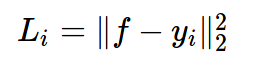 L_i = ‖f − y_i‖_2^2